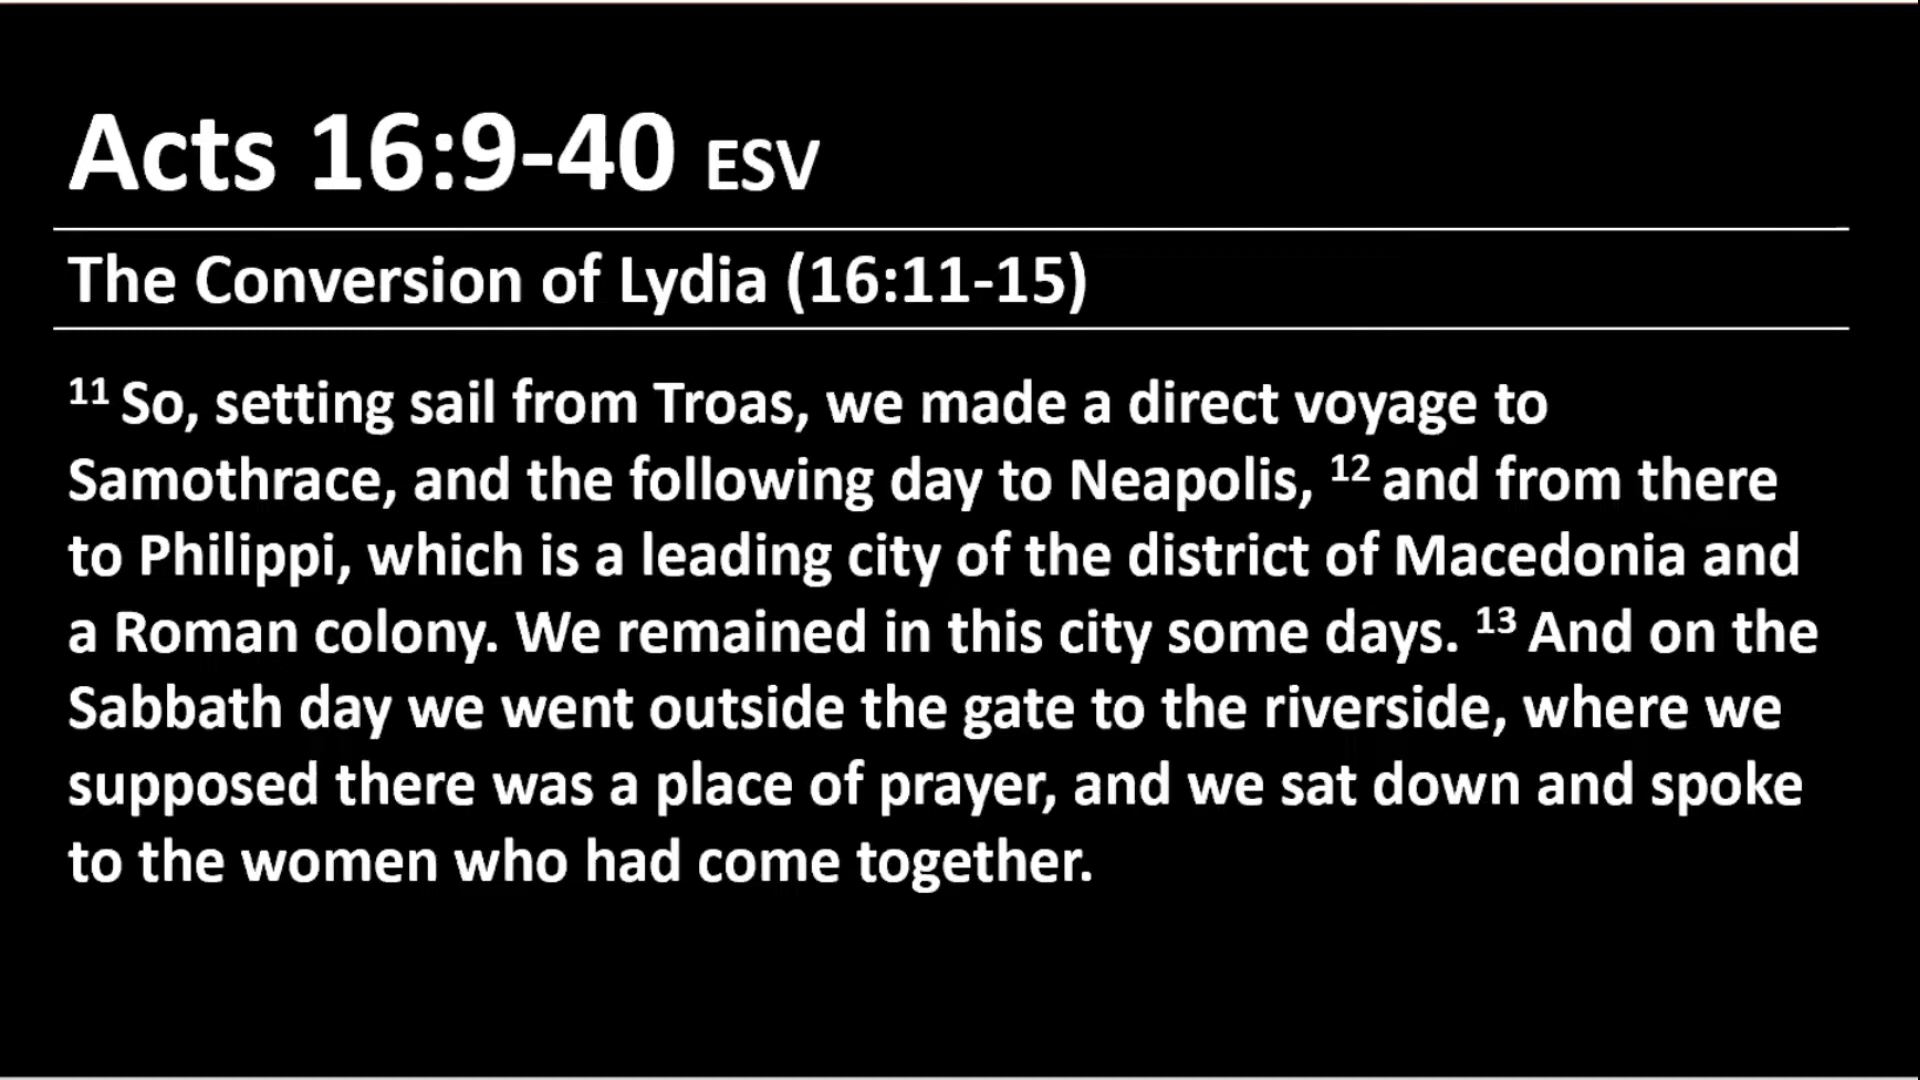 Acts 16:9-40 ESV
The Conversion of Lydia (16:11-15)
11 So, setting sail from Troas, we made a direct voyage to
Samothrace, and the following day to Neapolis, 12 and from there
to Philippi, which is a leading city of the district of Macedonia and
a Roman colony. We remained in this city some days. 13 And on the
Sabbath day we went outside the gate to the riverside, where we
supposed there was a place of prayer, and we sat down and spoke
to the women who had come together.